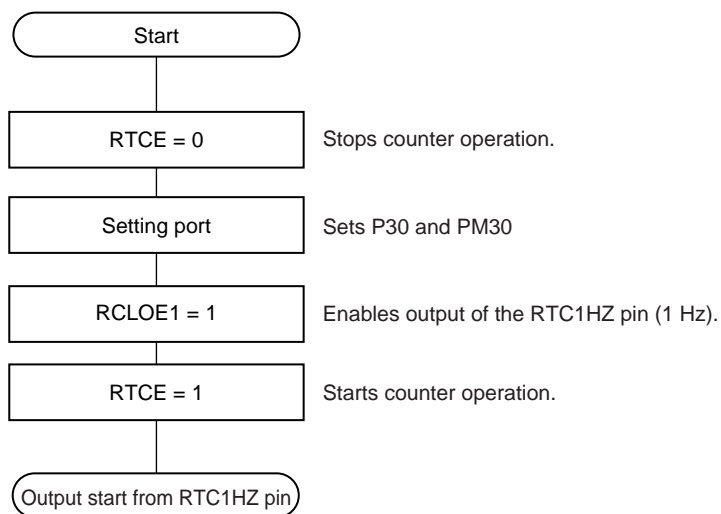 Start
RTCE = 0
Stops counter operation.
Setting port
Sets P30 and PM30
RCLOE1 = 1
Enables output of the RTC1HZ pin (1 Hz).
RTCE = 1
Starts counter operation.
Output start from RTC1HZ pin